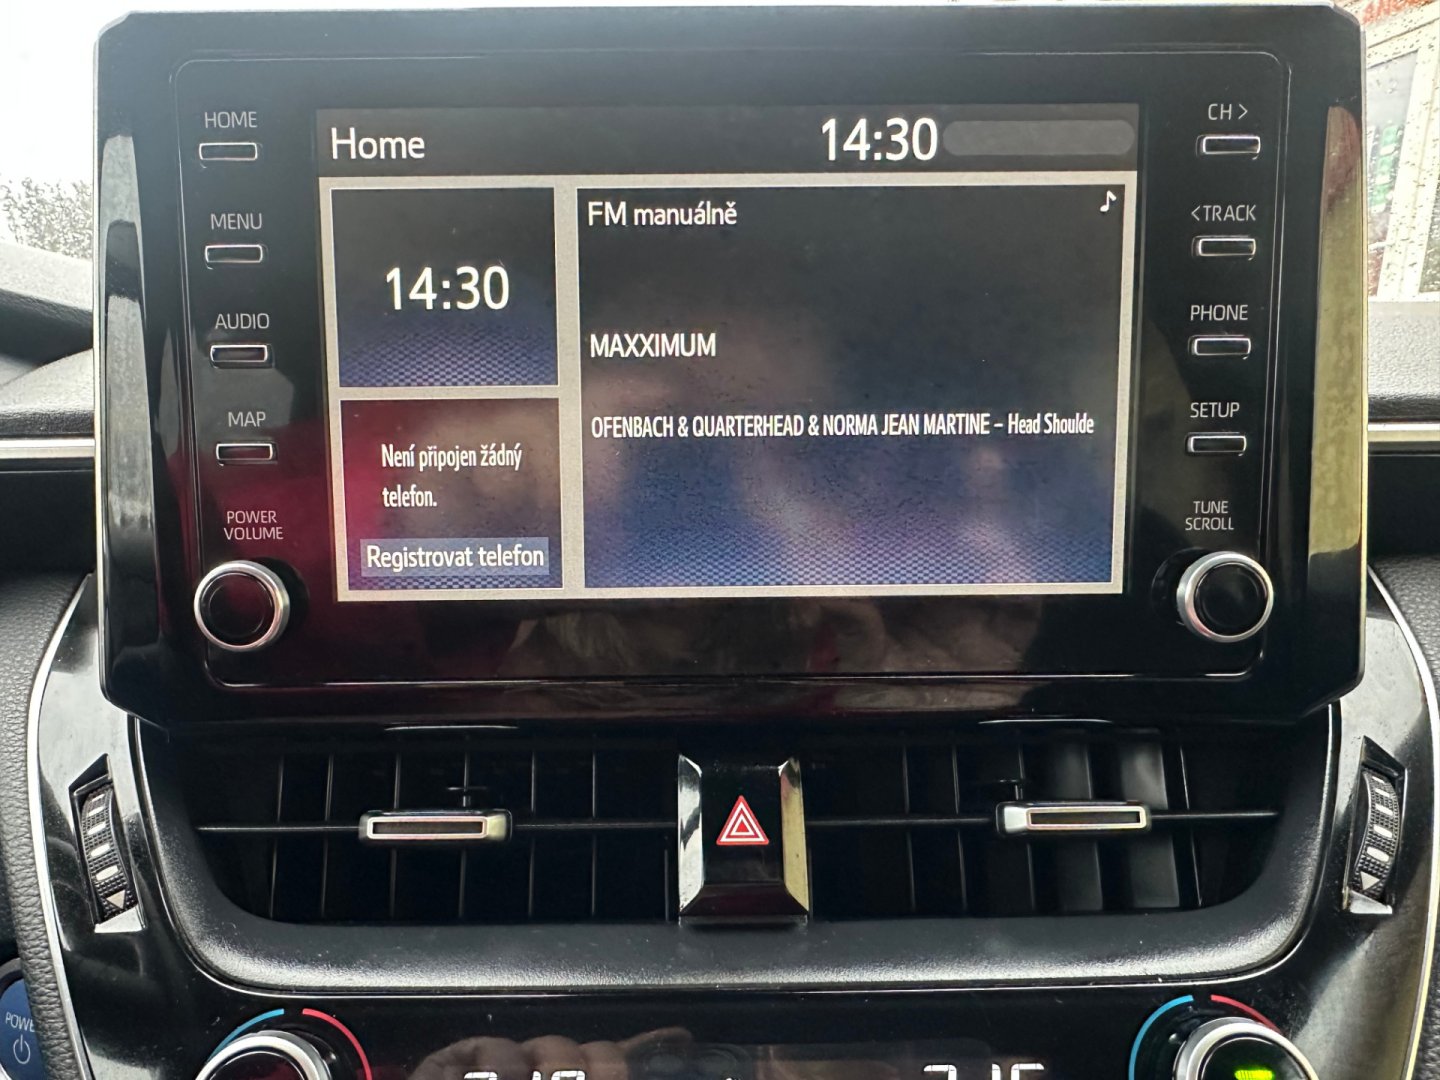 HOME
MENU
AUDIO
MAP
POWER
VOLUME
Home
14:30
14:30
FM manuálně
MAXXIMUM
OFENBACH & QUARTERHEAD & NORMA JEAN MARTINE – Head Shoulde
Není připojen žádný
telefon.
Registrovat telefon
CH >
<TRACK
PHONE
SETUP
TUNE
SCROLL